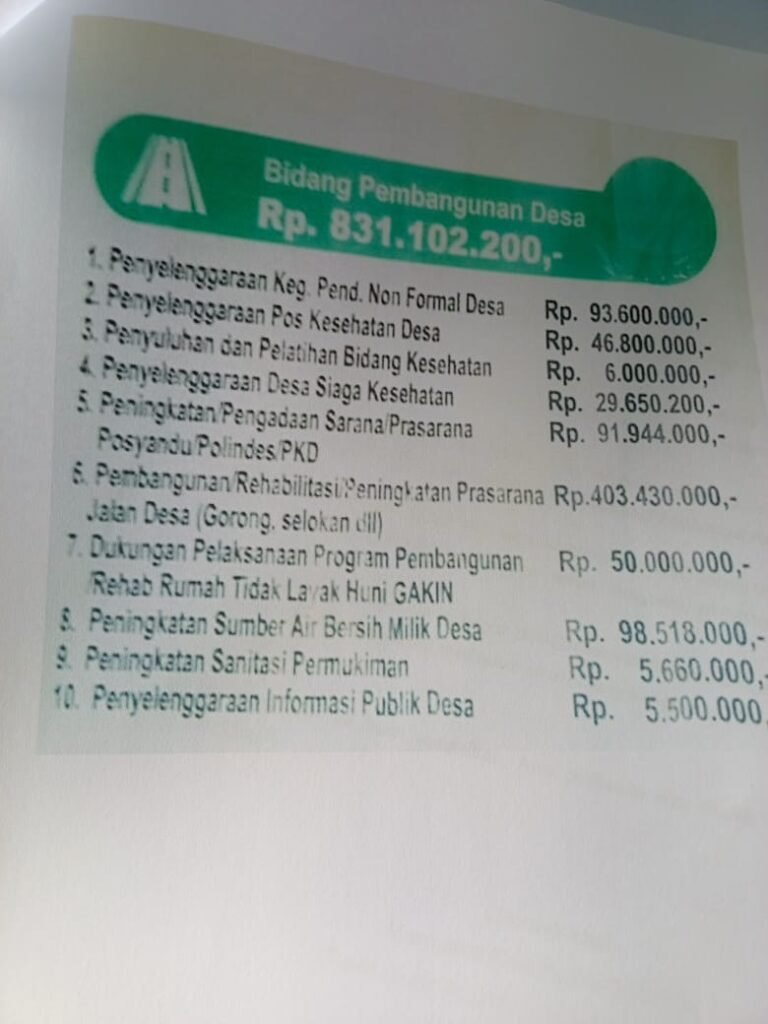 Bidang Pembangunan Desa
Rp. 831.102.200,-
1. Penyelenggaraan Keg. Pend. Non Formal Desa Rp. 93.600.000,-
2. Penyelenggaraan Pos Kesehatan Desa Rp. 46.800.000,-
3. Penyuluhan dan Pelatihan Bidang Kesehatan Rp. 6.000.000,-
4. Penyelenggaraan Desa Siaga Kesehatan Rp. 29.650.200,-
5. Peningkatan/Pengadaan Sarana/Prasarana Rp. 91.944.000,-
Posyandu/Polindes/PKD
6. Pembangunan/Rehabilitasi/Peningkatan Prasarana Rp.403.430.000,-
Jalan Desa (Gorong, selokan dll)
7. Dukungan Pelaksanaan Program Pembangunan Rp. 50.000.000,-
/Rehab Rumah Tidak Layak Huni GAKIN
8. Peningkatan Sumber Air Bersih Milik Desa Rp. 98.518.000,-
9. Peningkatan Sanitasi Permukiman Rp. 5.660.000,-
10. Penyelenggaraan Informasi Publik Desa Rp. 5.500.000,